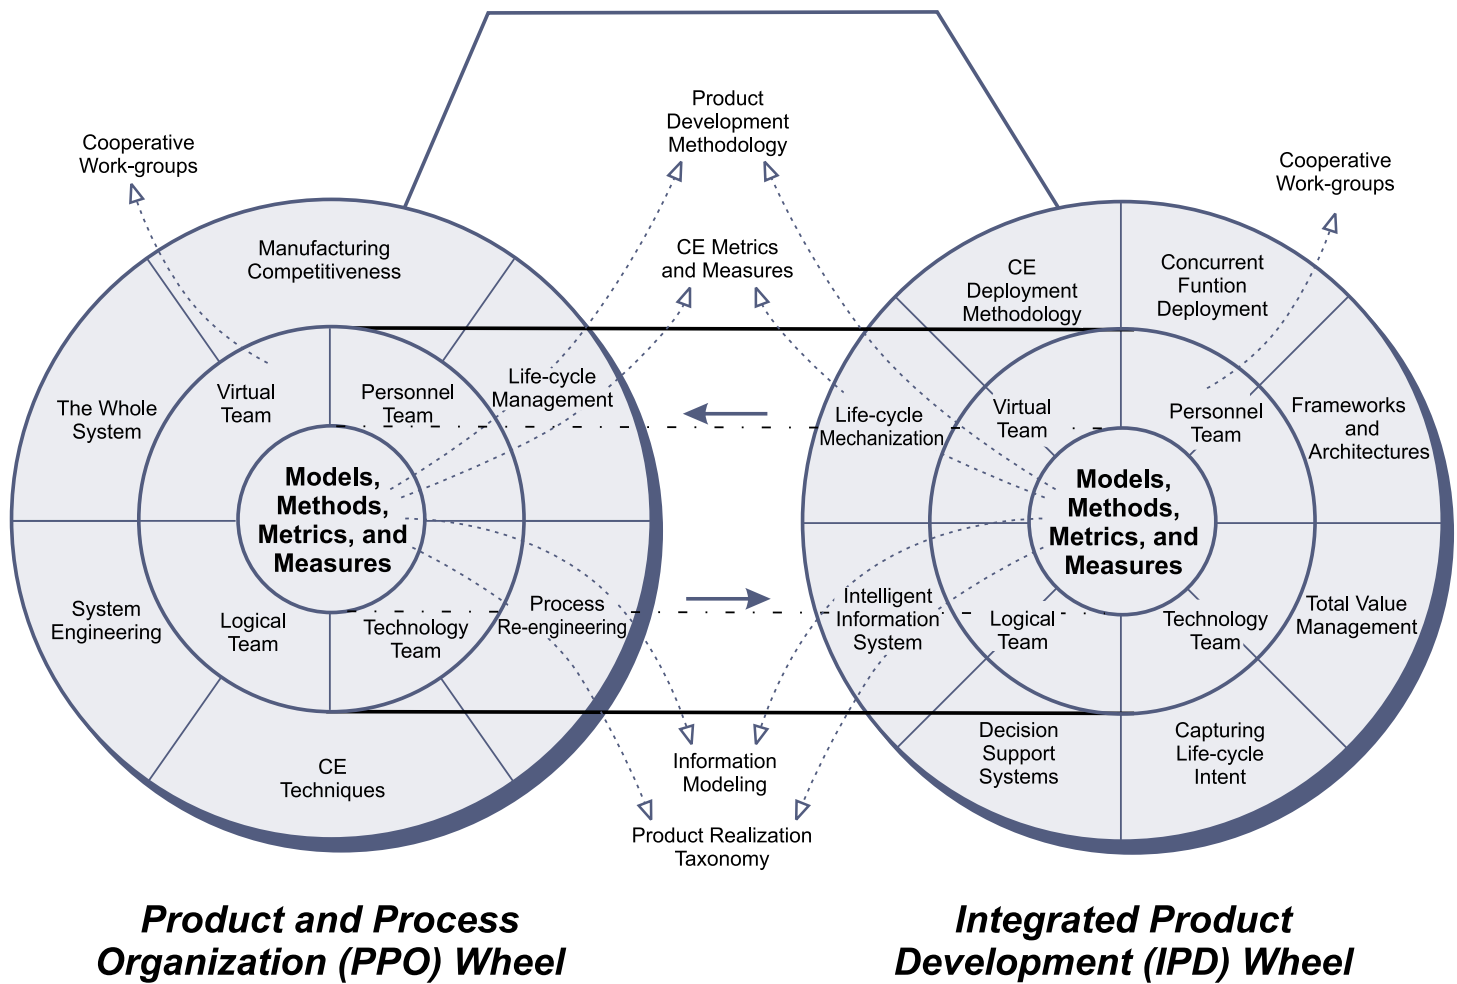 Product
Development
Methodology
Cooperative
Work-groups
Cooperative
Work-groups
CE Metrics
and Measures
Manufacturing
Competitiveness
Life-cycle
Management
The Whole
System
Virtual
Team
Personnel
Team
Models,
Methods,
Metrics, and
Measures
System
Engineering
Logical
Team
Technology
Team
Process
Re-engineering
CE
Techniques
CE
Deployment
Methodology
Concurrent
Funtion
Deployment
Life-cycle
Mechanization
Virtual
Team
Personnel
Team
Frameworks
and
Architectures
Models,
Methods,
Metrics, and
Measures
Intelligent
Information
System
Logical
Team
Technology
Team
Total Value
Management
Decision
Support
Systems
Capturing
Life-cycle
Intent
Information
Modeling
Product Realization
Taxonomy
Product and Process
Organization (PPO) Wheel
Integrated Product
Development (IPD) Wheel